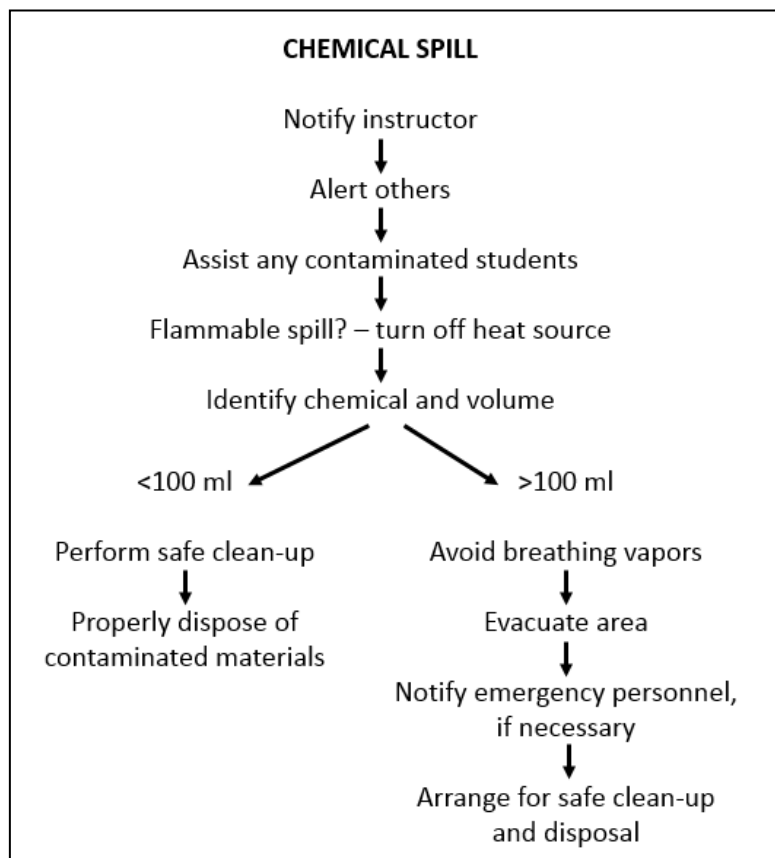 CHEMICAL SPILL
Notify instructor
Alert others
Assist any contaminated students
Flammable spill? – turn off heat source
Identify chemical and volume
<100 ml
>100 ml
Perform safe clean-up
Properly dispose of
contaminated materials
Avoid breathing vapors
Evacuate area
Notify emergency personnel,
if necessary
Arrange for safe clean-up
and disposal